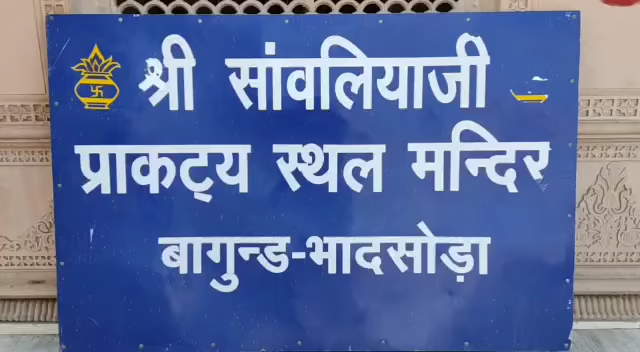 श्री सांवलियाजी
प्राकट्य स्थल मन्दिर
बागुन्ड-भादसोड़ा